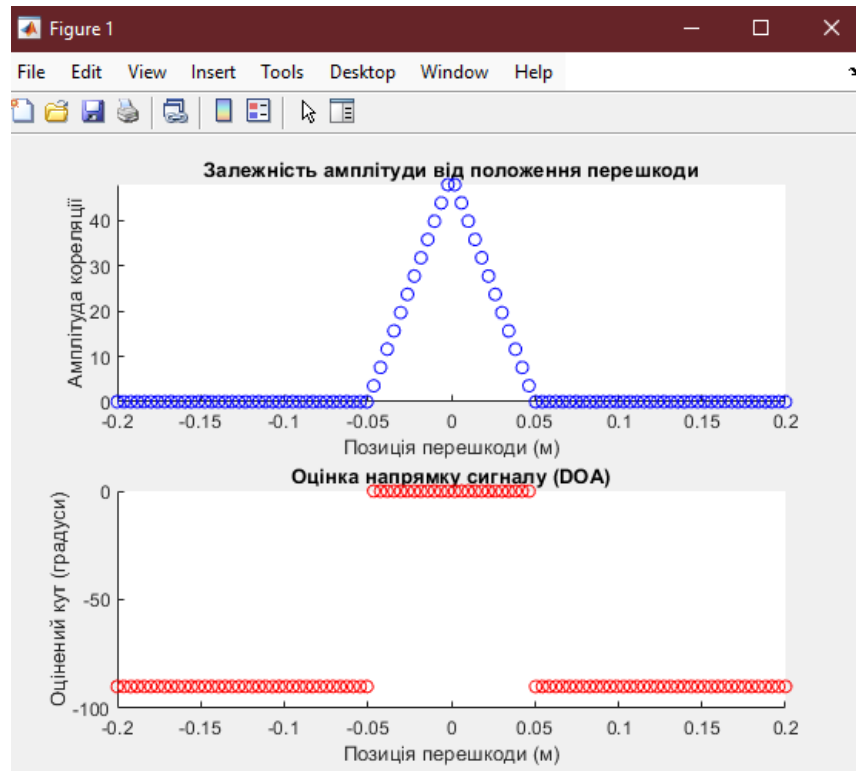 Figure 1
File Edit View Insert Tools Desktop Window Help
Залежність амплітуди від положення перешкоди
Амплітуда кореляції
40
30
20
10
0
-0.2 -0.15 -0.1 -0.05 0 0.05 0.1 0.15 0.2
Позиція перешкоди (м)
Оцінка напрямку сигналу (DOA)
Оцінений кут (градуси)
0
-50
-100
-0.2 -0.15 -0.1 -0.05 0 0.05 0.1 0.15 0.2
Позиція перешкоди (м)